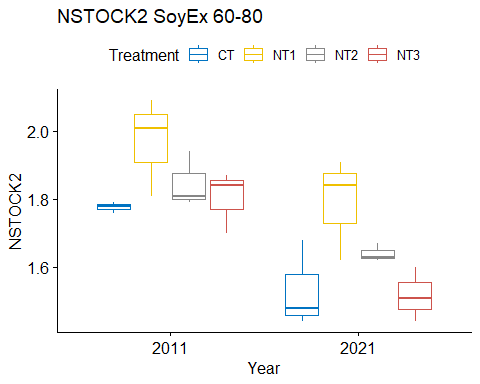 NSTOCK2 SoyEx 60-80
Treatment CT NT1 NT2 NT3
2.0
1.8
1.6
NSTOCK2
2011 2021
Year